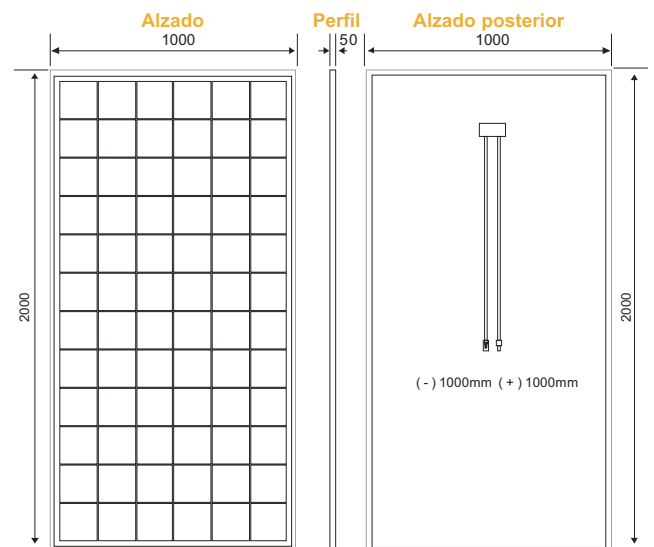 Alzado
Perfil
Alzado posterior
1000
50
1000
2000
2000
( - ) 1000mm ( + ) 1000mm